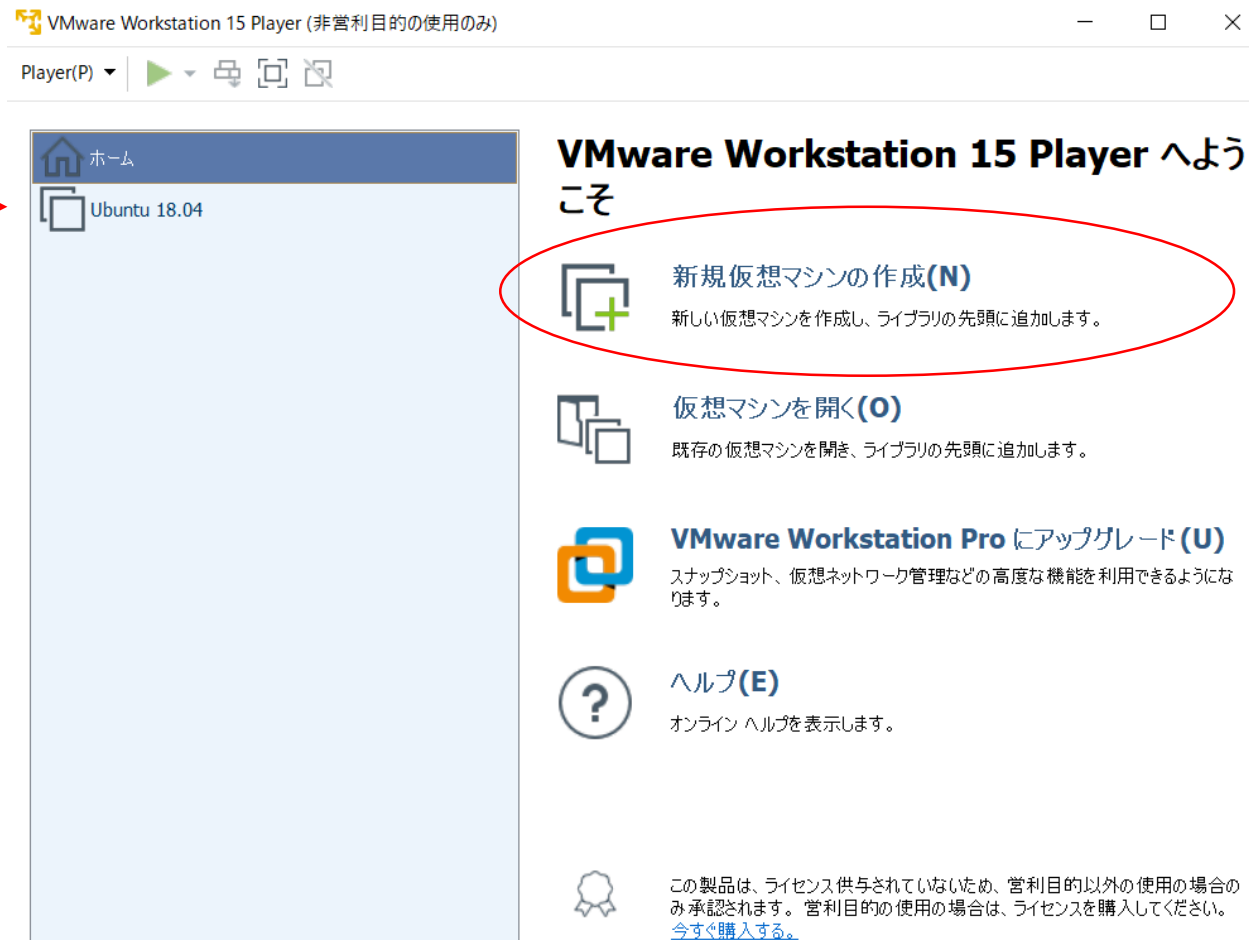 VMware Workstation 15 Player (非営利目的の使用のみ)
Player(P)
ホーム
Ubuntu 18.04
VMware Workstation 15 Player へよう
こそ
新規仮想マシンの作成(N)
新しい仮想マシンを作成し、ライブラリの先頭に追加します。
仮想マシンを開く(O)
既存の仮想マシンを開き、ライブラリの先頭に追加します。
VMware Workstation Pro にアップグレード(U)
スナップショット、仮想ネットワーク管理などの高度な機能を利用できるようにな
ります。
ヘルプ(E)
オンライン ヘルプを表示します。
この製品は、ライセンス供与されていないため、営利目的以外の使用の場合の
み承認されます。営利目的の使用の場合は、ライセンスを購入してください。
今すぐ購入する。